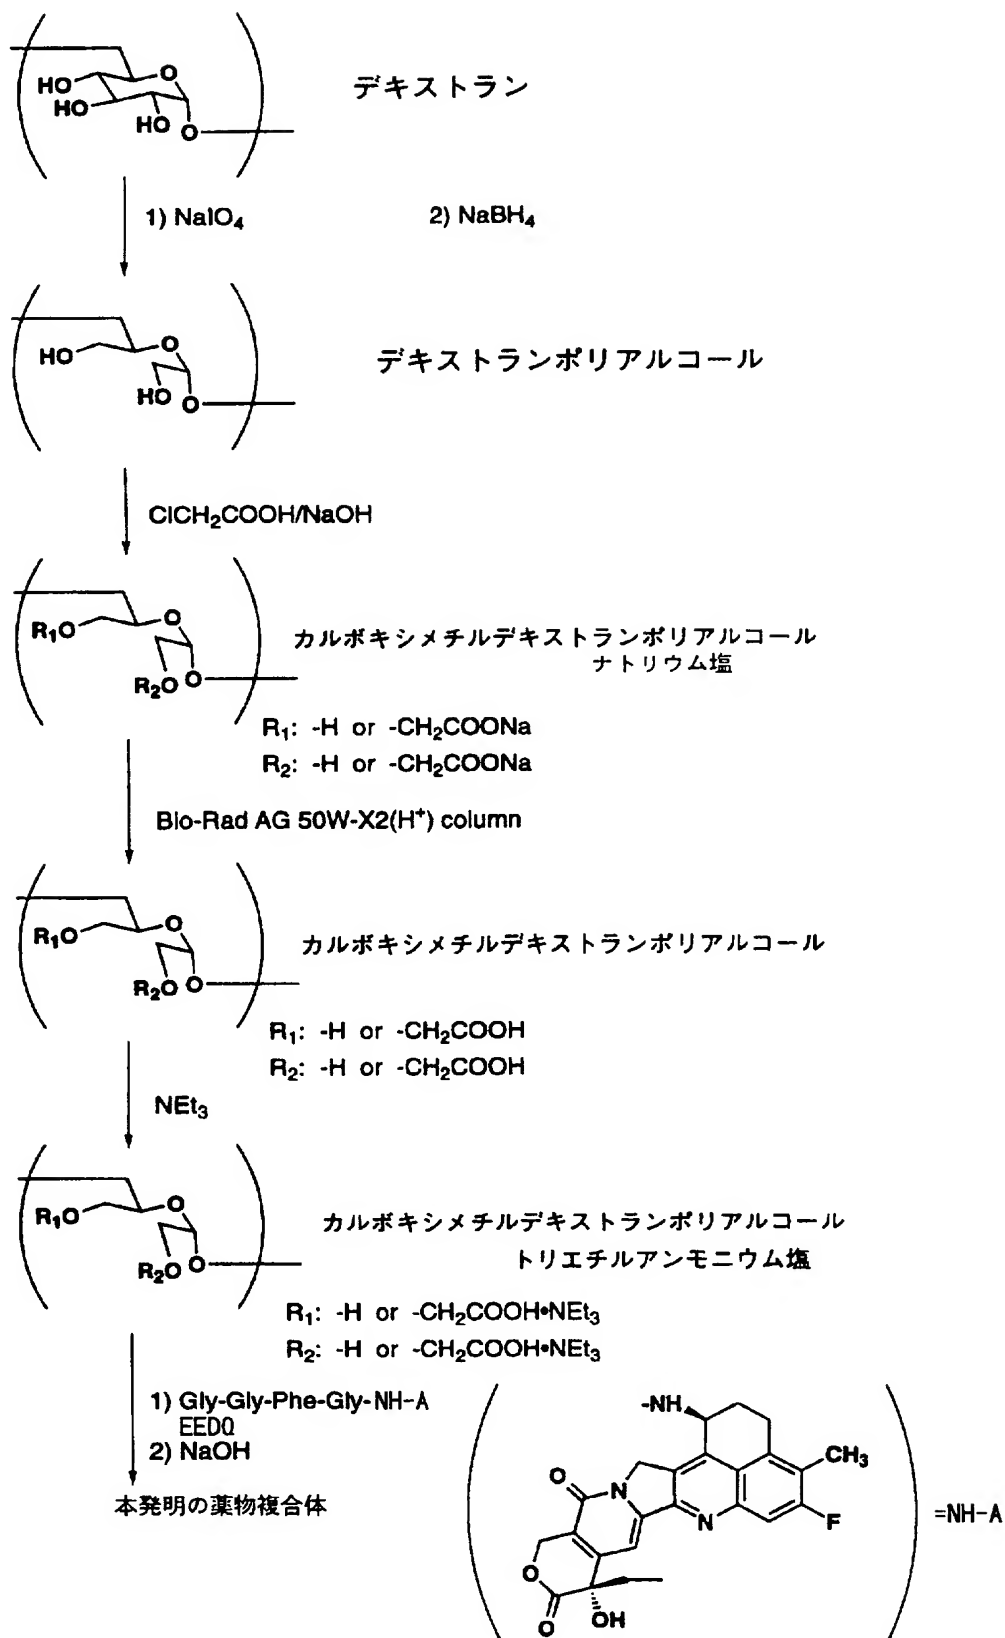 O
HO
HO
HO
O
デキストラン
1) NaIO4 2) NaBH4
HO
O
HO
O
デキストランポリアルコール
ClCH2COOH/NaOH
R1O
O
R2O
O
カルボキシメチルデキストランポリアルコール
ナトリウム塩
R1: -H or -CH2COONa
R2: -H or -CH2COONa
Bio-Rad AG 50W-X2(H+) column
R1O
O
R2O
O
カルボキシメチルデキストランポリアルコール
R1: -H or -CH2COOH
R2: -H or -CH2COOH
NEt3
R1O
O
R2O
O
カルボキシメチルデキストランポリアルコール
トリエチルアンモニウム塩
R1: -H or -CH2COOH•NEt3
R2: -H or -CH2COOH•NEt3
1) Gly-Gly-Phe-Gly-NH-A
EEDQ
2) NaOH
本発明の薬物複合体
-NH
CH3
O
N
N
F
=NH-A
O
O
OH